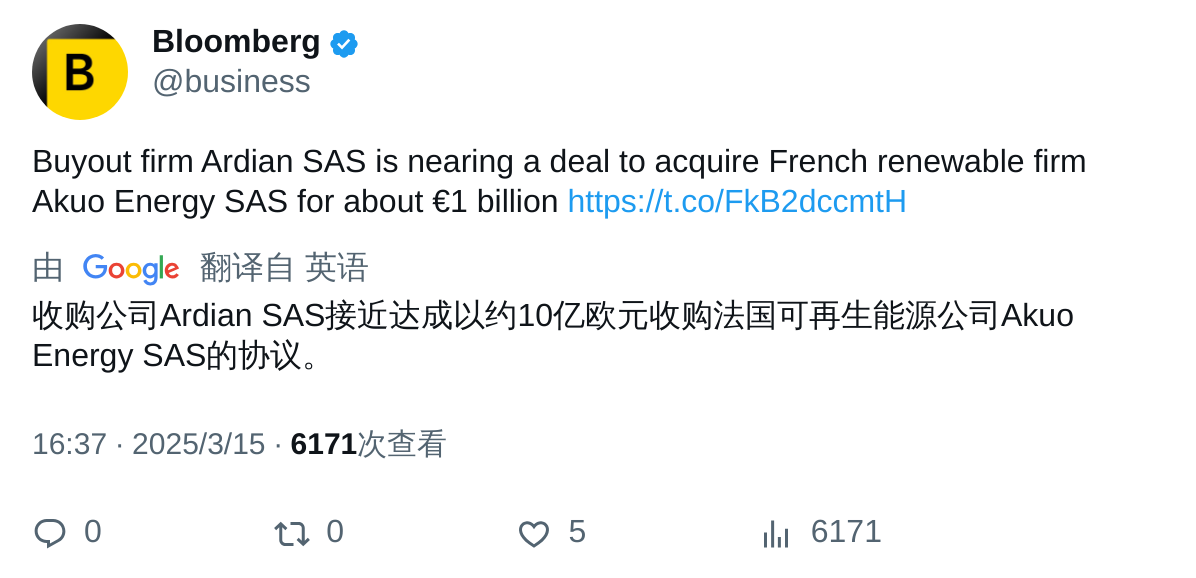 B
Bloomberg
@business
Buyout firm Ardian SAS is nearing a deal to acquire French renewable firm
Akuo Energy SAS for about €1 billion https://t.co/FkB2dccmtH
由 Google 翻译自 英语
收购公司Ardian SAS接近达成以约10亿欧元收购法国可再生能源公司Akuo
Energy SAS的协议。
16:37 · 2025/3/15 · 6171次查看
0 0 5 6171